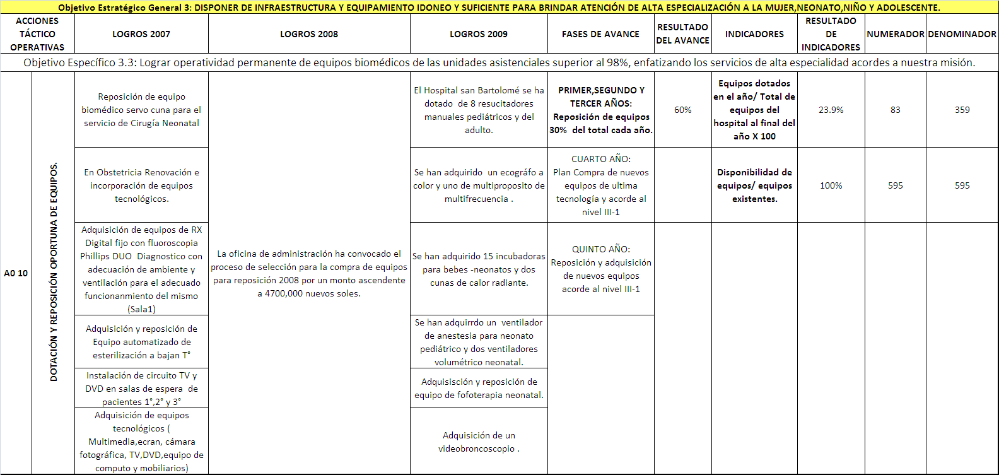 Objetivo Estratégico General 3: DISPONER DE INFRAESTRUCTURA Y EQUIPAMIENTO IDONEO Y SUFICIENTE PARA BRINDAR ATENCIÓN DE ALTA ESPECIALIZACIÓN A LA MUJER,NEONATO,NIÑO Y ADOLESCENTE.
ACCIONES
TÁCTICO
OPERATIVAS
LOGROS 2007
LOGROS 2008
LOGROS 2009
FASES DE AVANCE
RESULTADO
DEL AVANCE
INDICADORES
RESULTADO
DE
INDICADORES
NUMERADOR
DENOMINADOR
Objetivo Específico 3.3: Lograr operatividad permanente de equipos biomédicos de las unidades asistenciales superior al 98%, enfatizando los servicios de alta especialidad acordes a nuestra misión.
A0 10
DOTACIÓN Y REPOSICIÓN OPORTUNA DE EQUIPOS.
Reposición de equipo
biomédico servo cuna para el
servicio de Cirugía Neonatal
En Obstetricia Renovación e
incorporación de equipos
tecnológicos.
Adquisición de equipos de RX
Digital fijo con fluoroscopia
Phillips DUO  Diagnostico con
adecuación de ambiente y
ventilación para el adecuado
funcionanmiento del mismo
(Sala1)
Adquisición y reposición de
Equipo automatizado de
esterilización a bajan T°
Instalación de circuito TV y
DVD en salas de espera  de
pacientes 1°,2° y 3°
Adquisición de equipos
tecnológicos (
Multimedia,ecran, cámara
fotográfica, TV,DVD,equipo de
computo y mobiliarios)
La oficina de administración ha convocado el
proceso de selección para la compra de equipos
para reposición 2008 por un monto ascendente
a 4700,000 nuevos soles.
El Hospital san Bartolomé se ha
dotado  de 8 resucitadores
manuales pediátricos y del
adulto.
Se han adquirido  un ecográfo a
color y uno de multiproposito de
multifrecuencia .
Se han adquirido 15 incubadoras
para bebes -neonatos y dos
cunas de calor radiante.
Se han adquirrdo un  ventilador
de anestesia para neonato
pediátrico y dos ventiladores
volumétrico neonatal.
Adquisisción y reposición de
equipo de fofoterapia neonatal.
Adquisición de un
videobroncoscopio .
PRIMER,SEGUNDO Y
TERCER AÑOS:
Reposición de equipos
30%  del total cada año.
CUARTO AÑO:
Plan Compra de nuevos
equipos de ultima
tecnología y acorde al
nivel III-1
QUINTO AÑO:
Reposición y adquisición
de nuevos equipos
acorde al nivel III-1
60%
Equipos dotados
en el año/ Total de
equipos del
hospital al final del
año X 100
23.9%
83
359
Disponibilidad de
equipos/ equipos
existentes.
100%
595
595